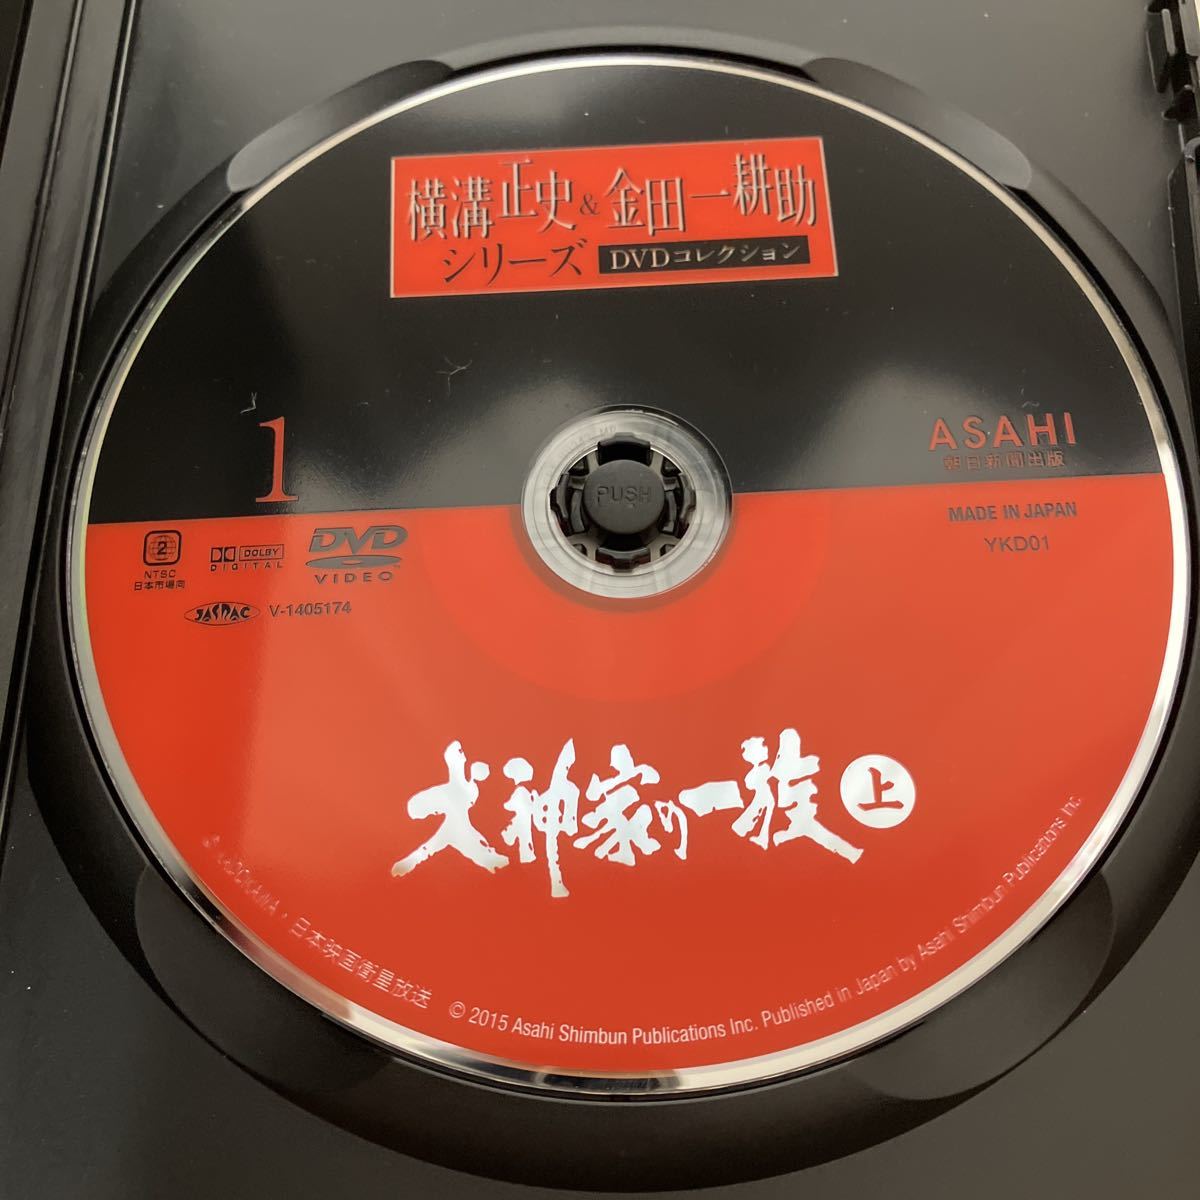 横溝正史&金田一耕助
シリーズ DVDコレクション
1
ASAHI
朝日新聞出版
MADE IN JAPAN
YKD01
PUSH
2
NTSC
日本市場向
DOLBY
DIGITAL
DVD
VIDEO
JASRAC V-1405174
犬神家の一族 上
KADOKAWA・日本映画衛星放送 © 2015 Asahi Shimbun Publications Inc. Published in Japan by Asahi Shimbun Publications Inc.